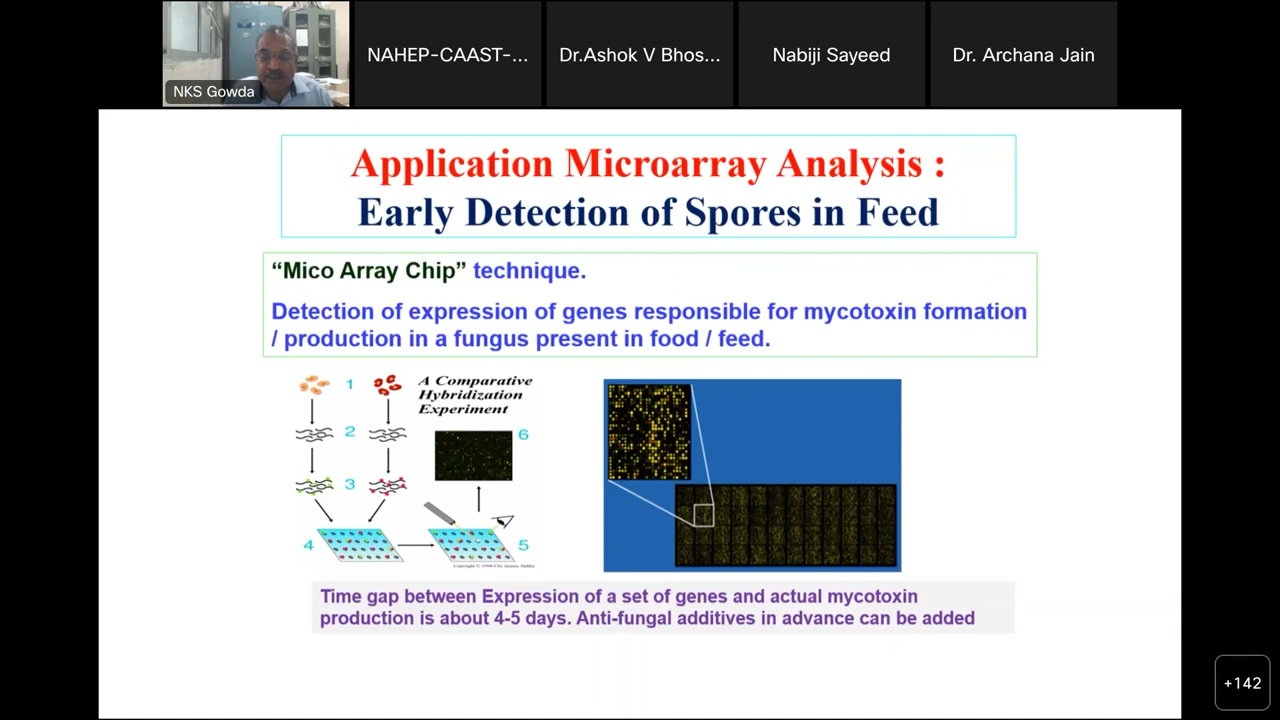 NKS Gowda
NAHEP-CAAST-...
Dr.Ashok V Bhos...
Nabiji Sayeed
Dr. Archana Jain
Application Microarray Analysis :
Early Detection of Spores in Feed
“Mico Array Chip” technique.
Detection of expression of genes responsible for mycotoxin formation
/ production in a fungus present in food / feed.
A Comparative
Hybridization
Experiment
1
2
3
4
5
6
Time gap between Expression of a set of genes and actual mycotoxin
production is about 4-5 days. Anti-fungal additives in advance can be added
+142